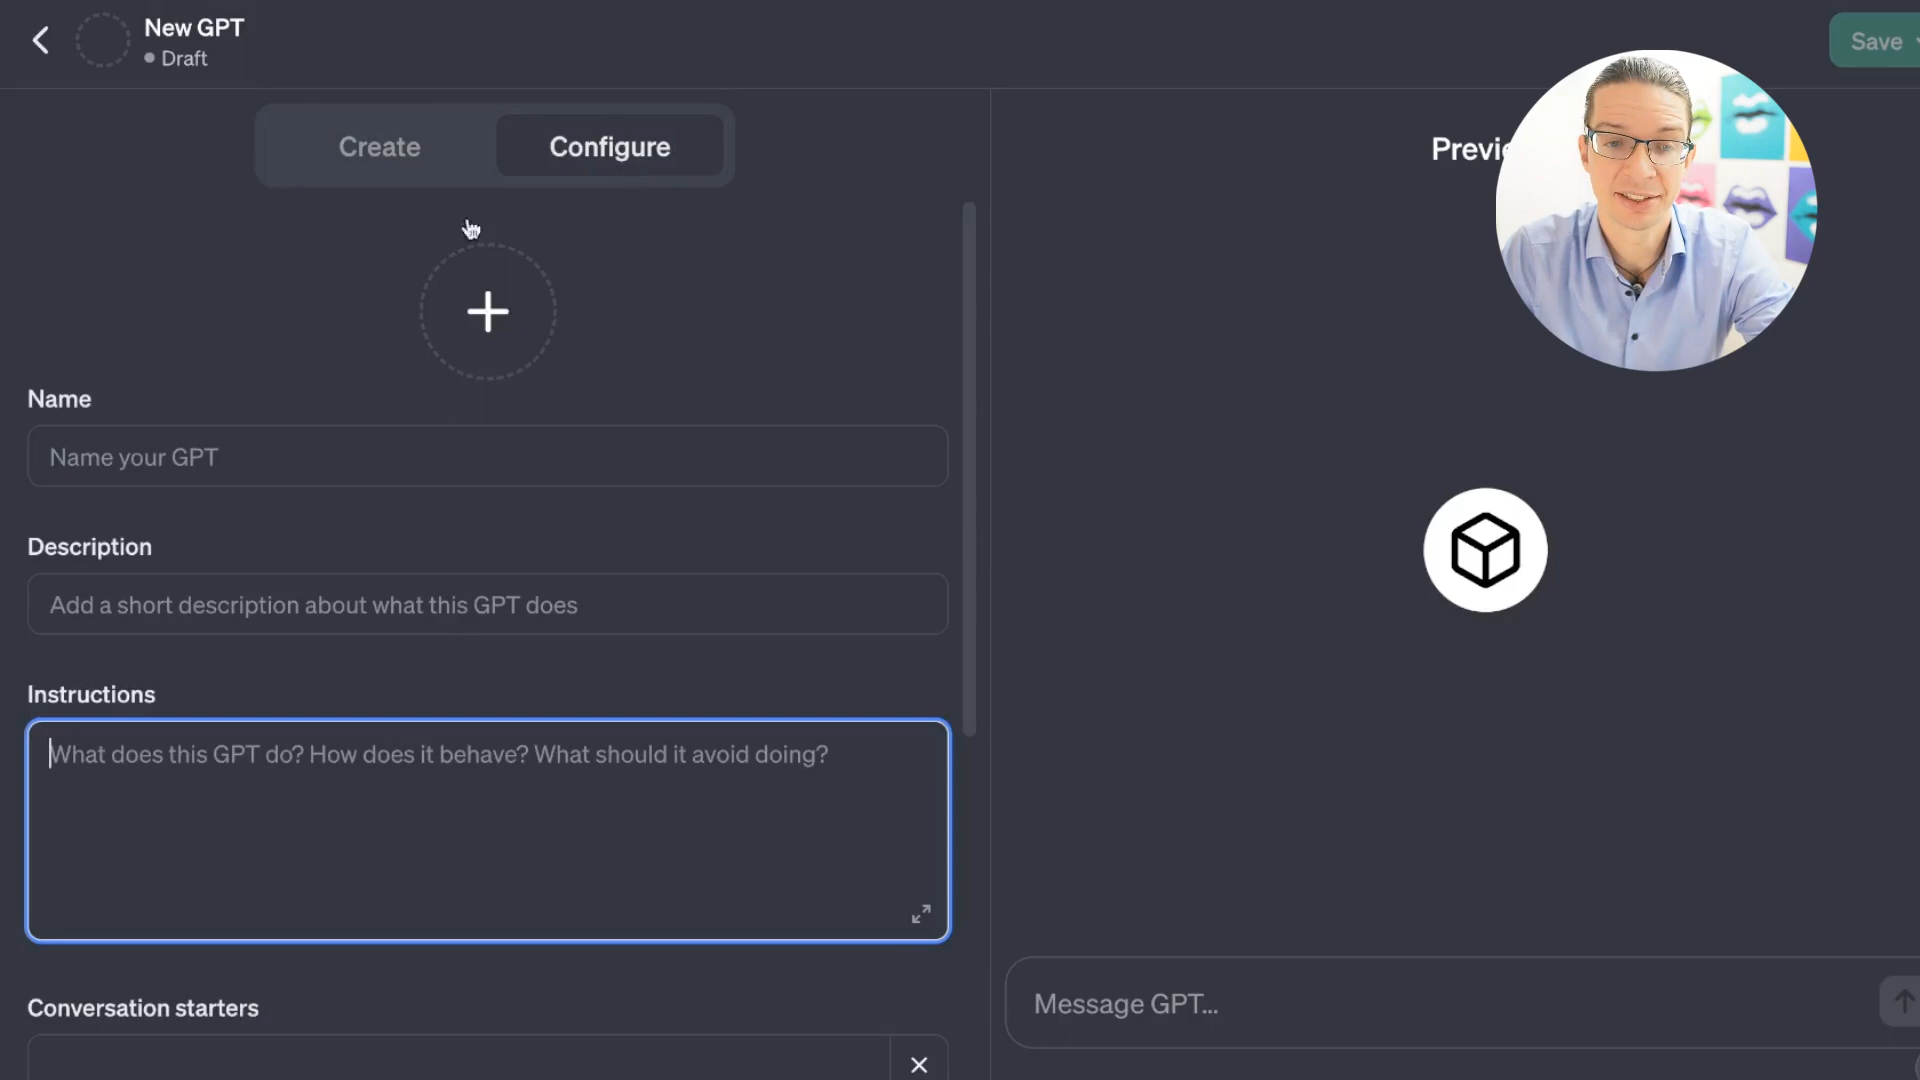 New GPT
Draft
Save
Create
Configure
Previe
Name
Name your GPT
Description
Add a short description about what this GPT does
Instructions
What does this GPT do? How does it behave? What should it avoid doing?
Conversation starters
Message GPT...